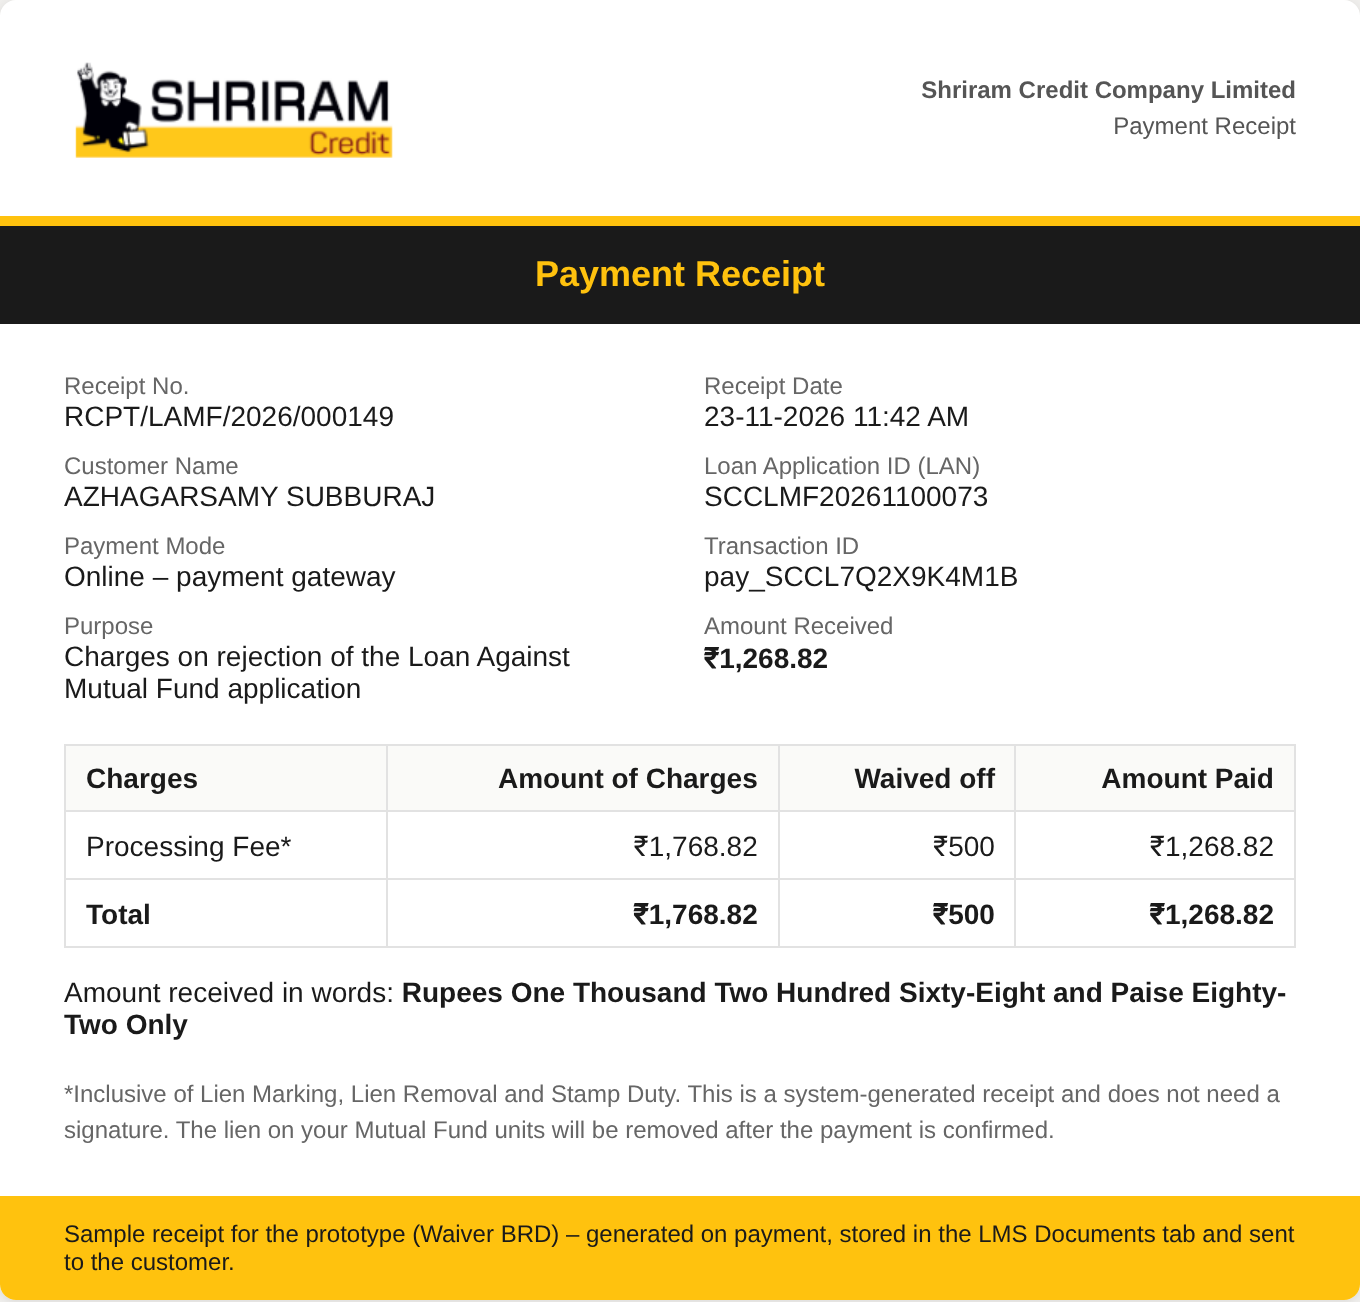 SHRIRAM
Credit
Shriram Credit Company Limited
Payment Receipt
Payment Receipt
Receipt No.
RCPT/LAMF/2026/000149
Receipt Date
23-11-2026 11:42 AM
Customer Name
AZHAGARSAMY SUBBURAJ
Loan Application ID (LAN)
SCCLMF20261100073
Payment Mode
Online – payment gateway
Transaction ID
pay_SCCL7Q2X9K4M1B
Purpose
Charges on rejection of the Loan Against
Mutual Fund application
Amount Received
₹1,268.82
Charges Amount of Charges Waived off Amount Paid
Processing Fee* ₹1,768.82 ₹500 ₹1,268.82
Total ₹1,768.82 ₹500 ₹1,268.82
Amount received in words: Rupees One Thousand Two Hundred Sixty-Eight and Paise Eighty-
Two Only
*Inclusive of Lien Marking, Lien Removal and Stamp Duty. This is a system-generated receipt and does not need a
signature. The lien on your Mutual Fund units will be removed after the payment is confirmed.
Sample receipt for the prototype (Waiver BRD) – generated on payment, stored in the LMS Documents tab and sent
to the customer.